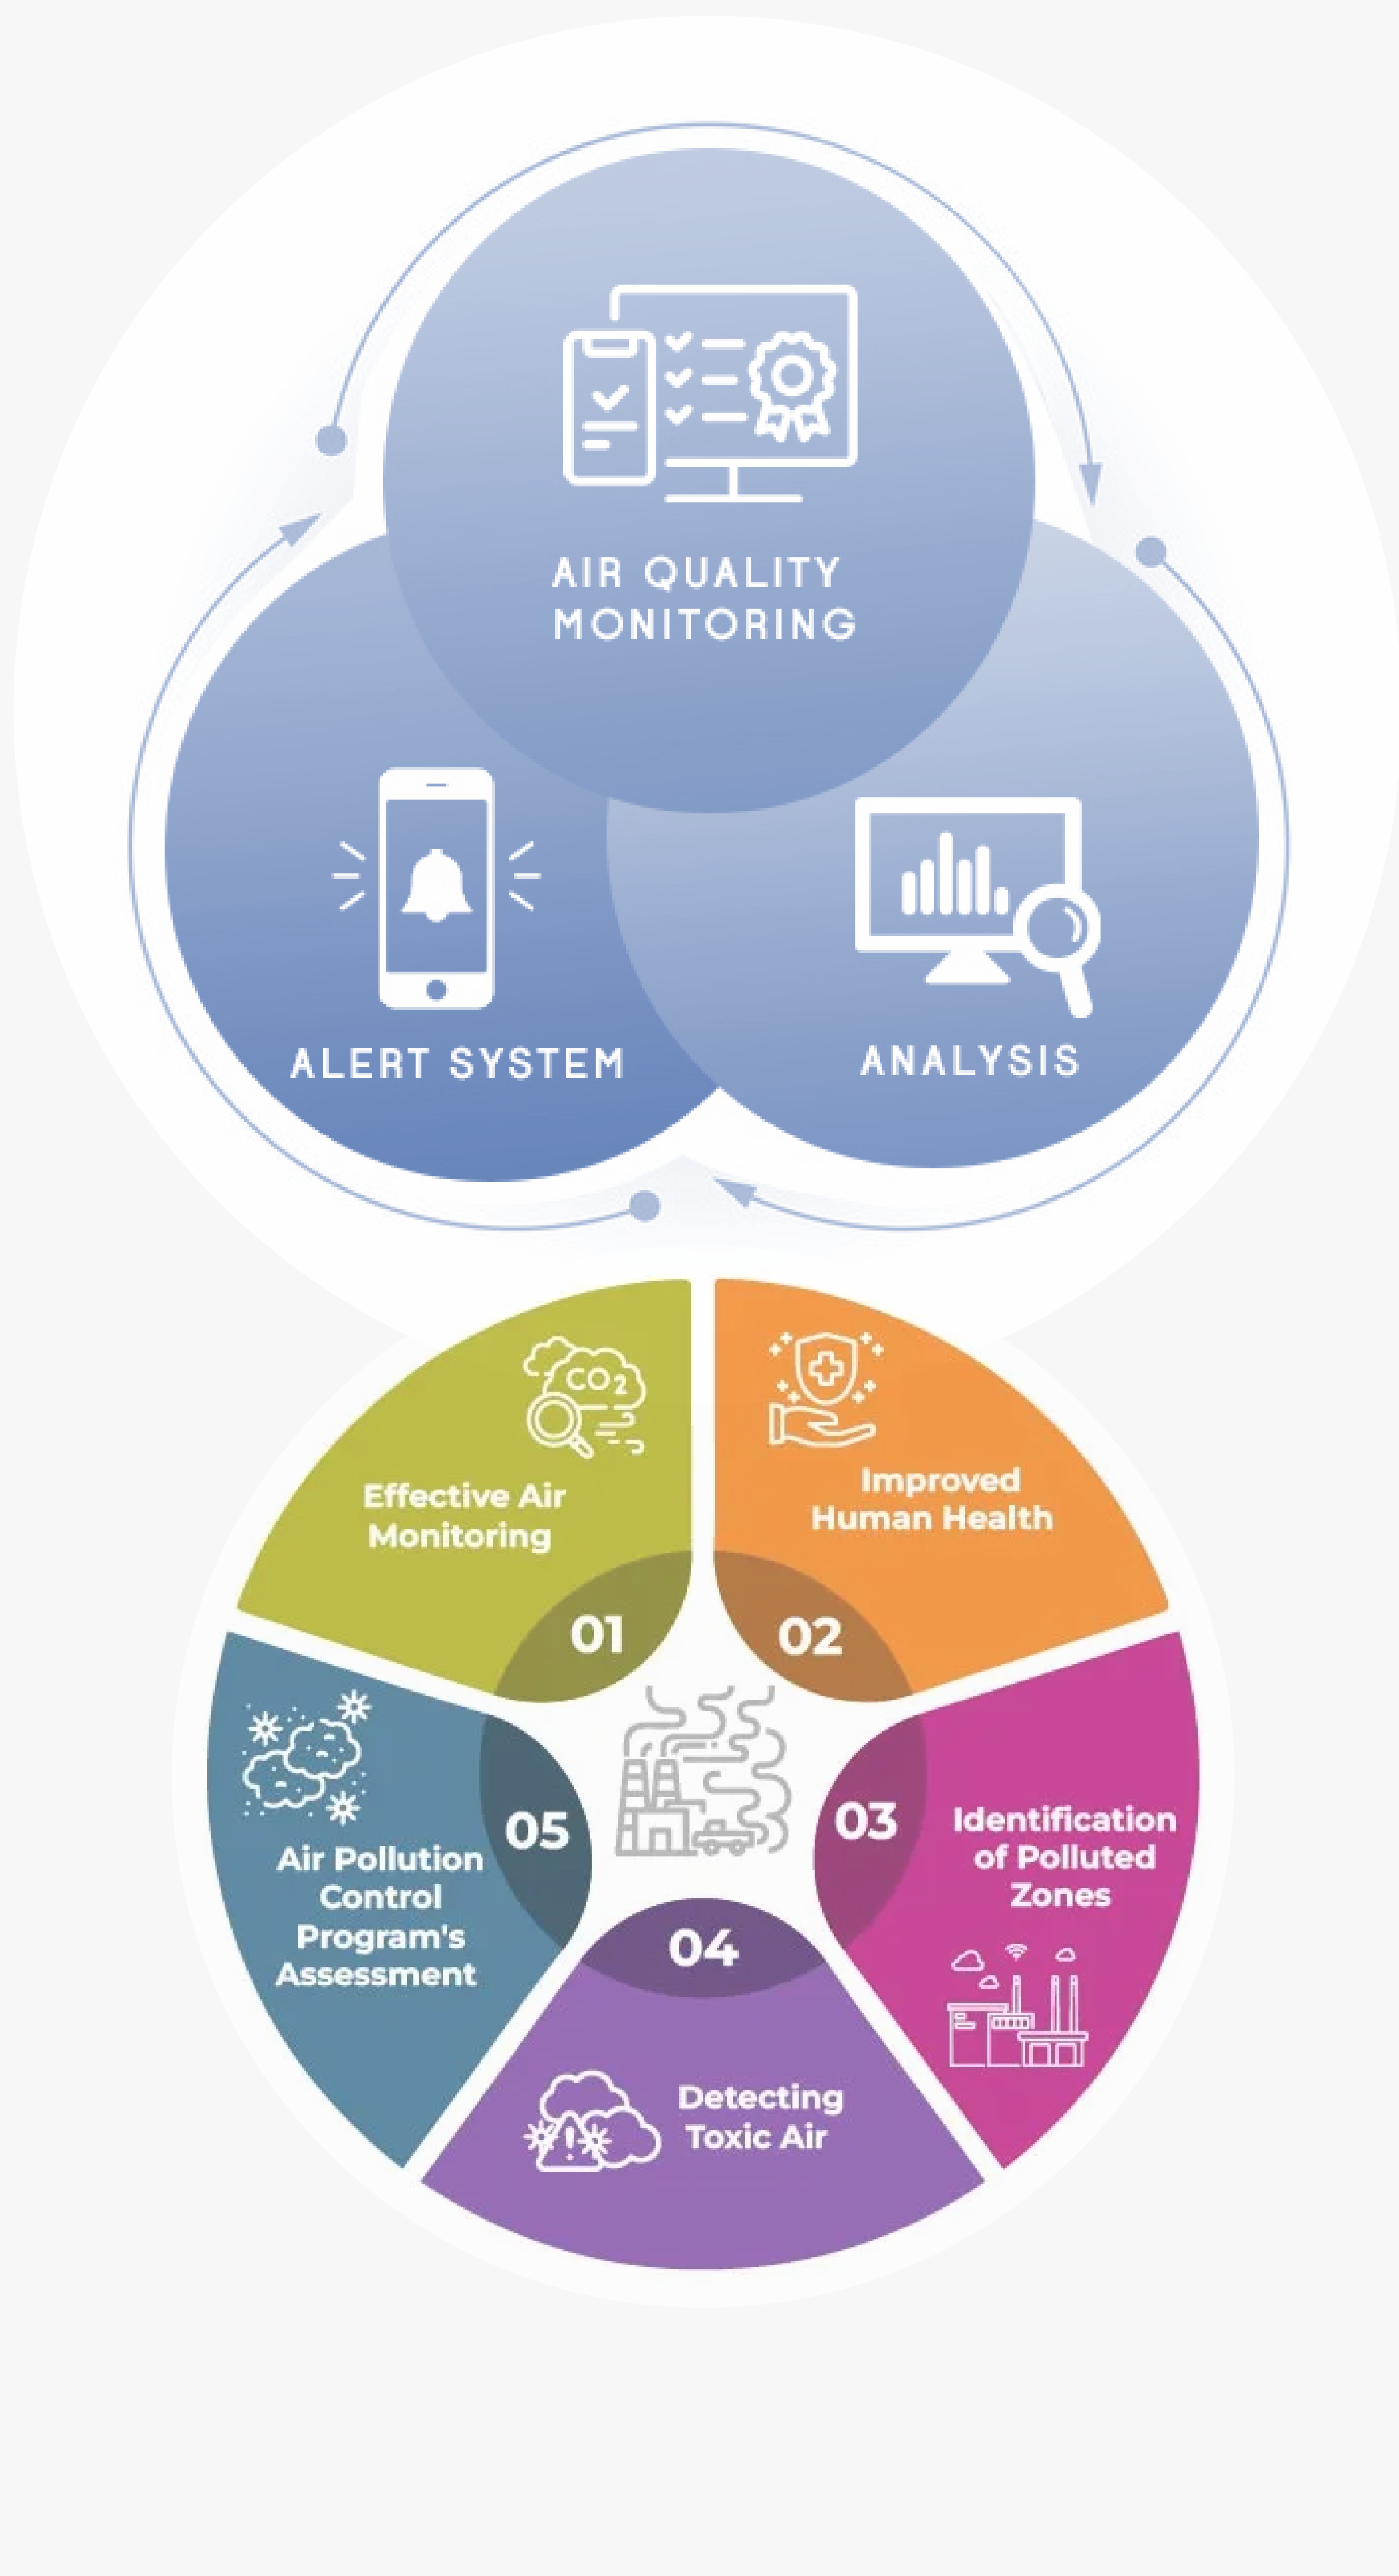 AIR QUALITY
MONITORING
ALERT SYSTEM
ANALYSIS
CO2
Effective Air
Monitoring
01
Improved
Human Health
02
Identification
of Polluted
Zones
03
Detecting
Toxic Air
04
Air Pollution
Control
Program's
Assessment
05